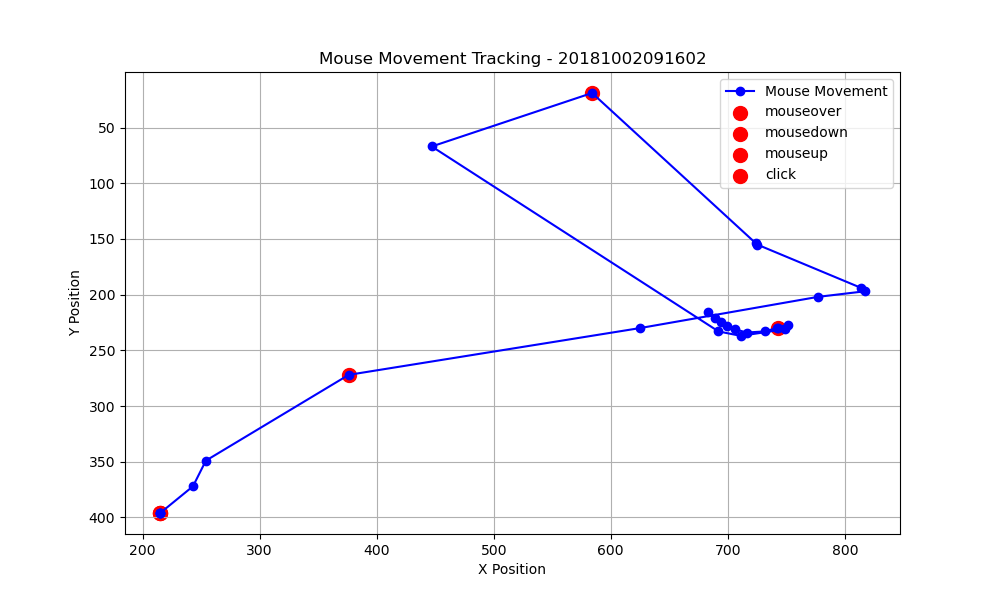 Mouse Movement Tracking - 20181002091602
Mouse Movement
mouseover
mousedown
mouseup
click
Y Position
50
100
150
200
250
300
350
400
200 300 400 500 600 700 800
X Position